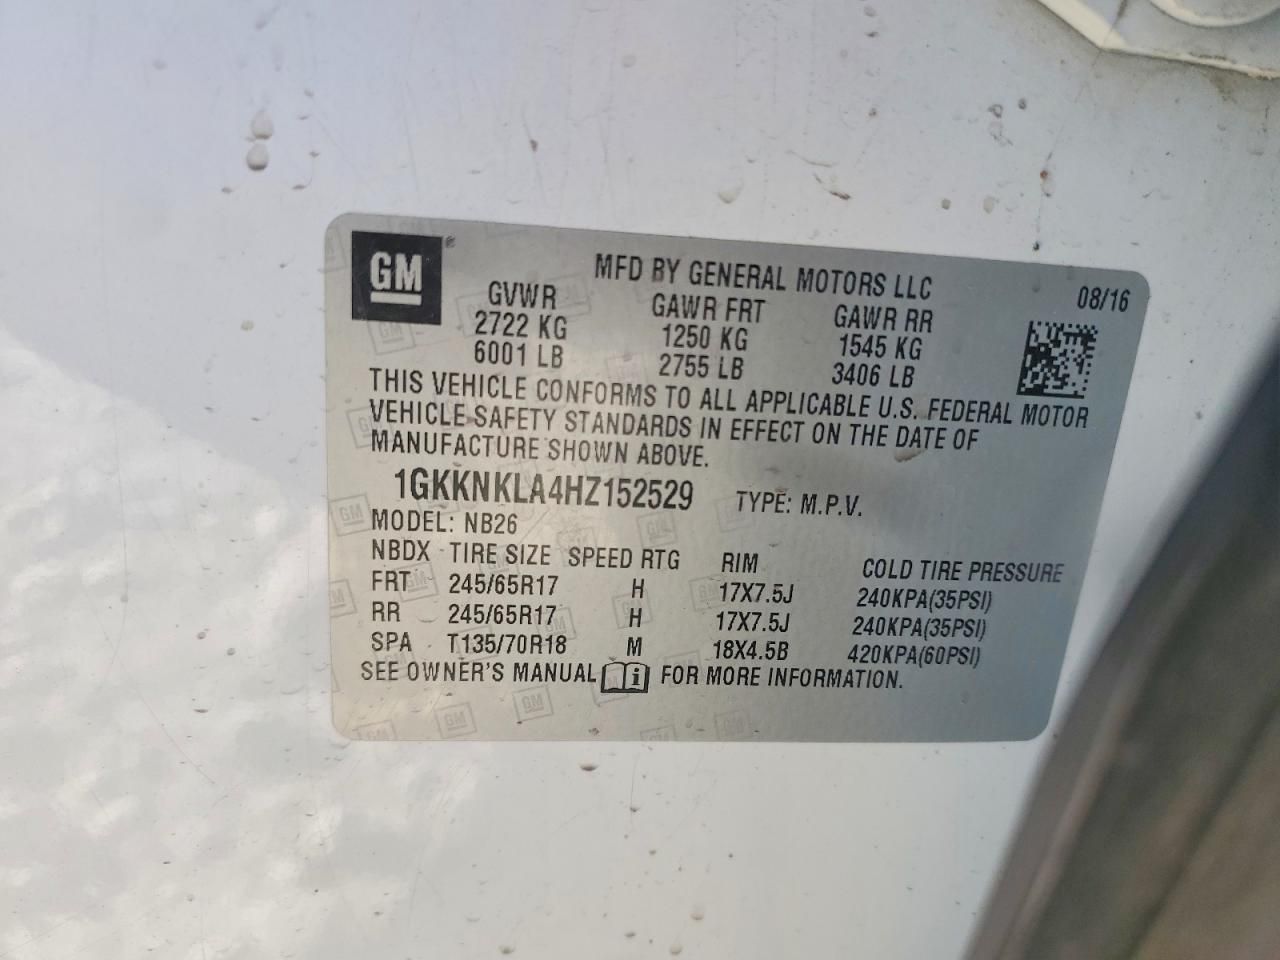 GM ®
MFD BY GENERAL MOTORS LLC
08/16
GVWR GAWR FRT GAWR RR
2722 KG 1250 KG 1545 KG
6001 LB 2755 LB 3406 LB
THIS VEHICLE CONFORMS TO ALL APPLICABLE U.S. FEDERAL MOTOR
VEHICLE SAFETY STANDARDS IN EFFECT ON THE DATE OF
MANUFACTURE SHOWN ABOVE.
1GKKNKLA4HZ152529 TYPE: M.P.V.
MODEL: NB26
NBDX TIRE SIZE SPEED RTG RIM COLD TIRE PRESSURE
FRT 245/65R17 H 17X7.5J 240KPA(35PSI)
RR 245/65R17 H 17X7.5J 240KPA(35PSI)
SPA T135/70R18 M 18X4.5B 420KPA(60PSI)
SEE OWNER'S MANUAL i FOR MORE INFORMATION.